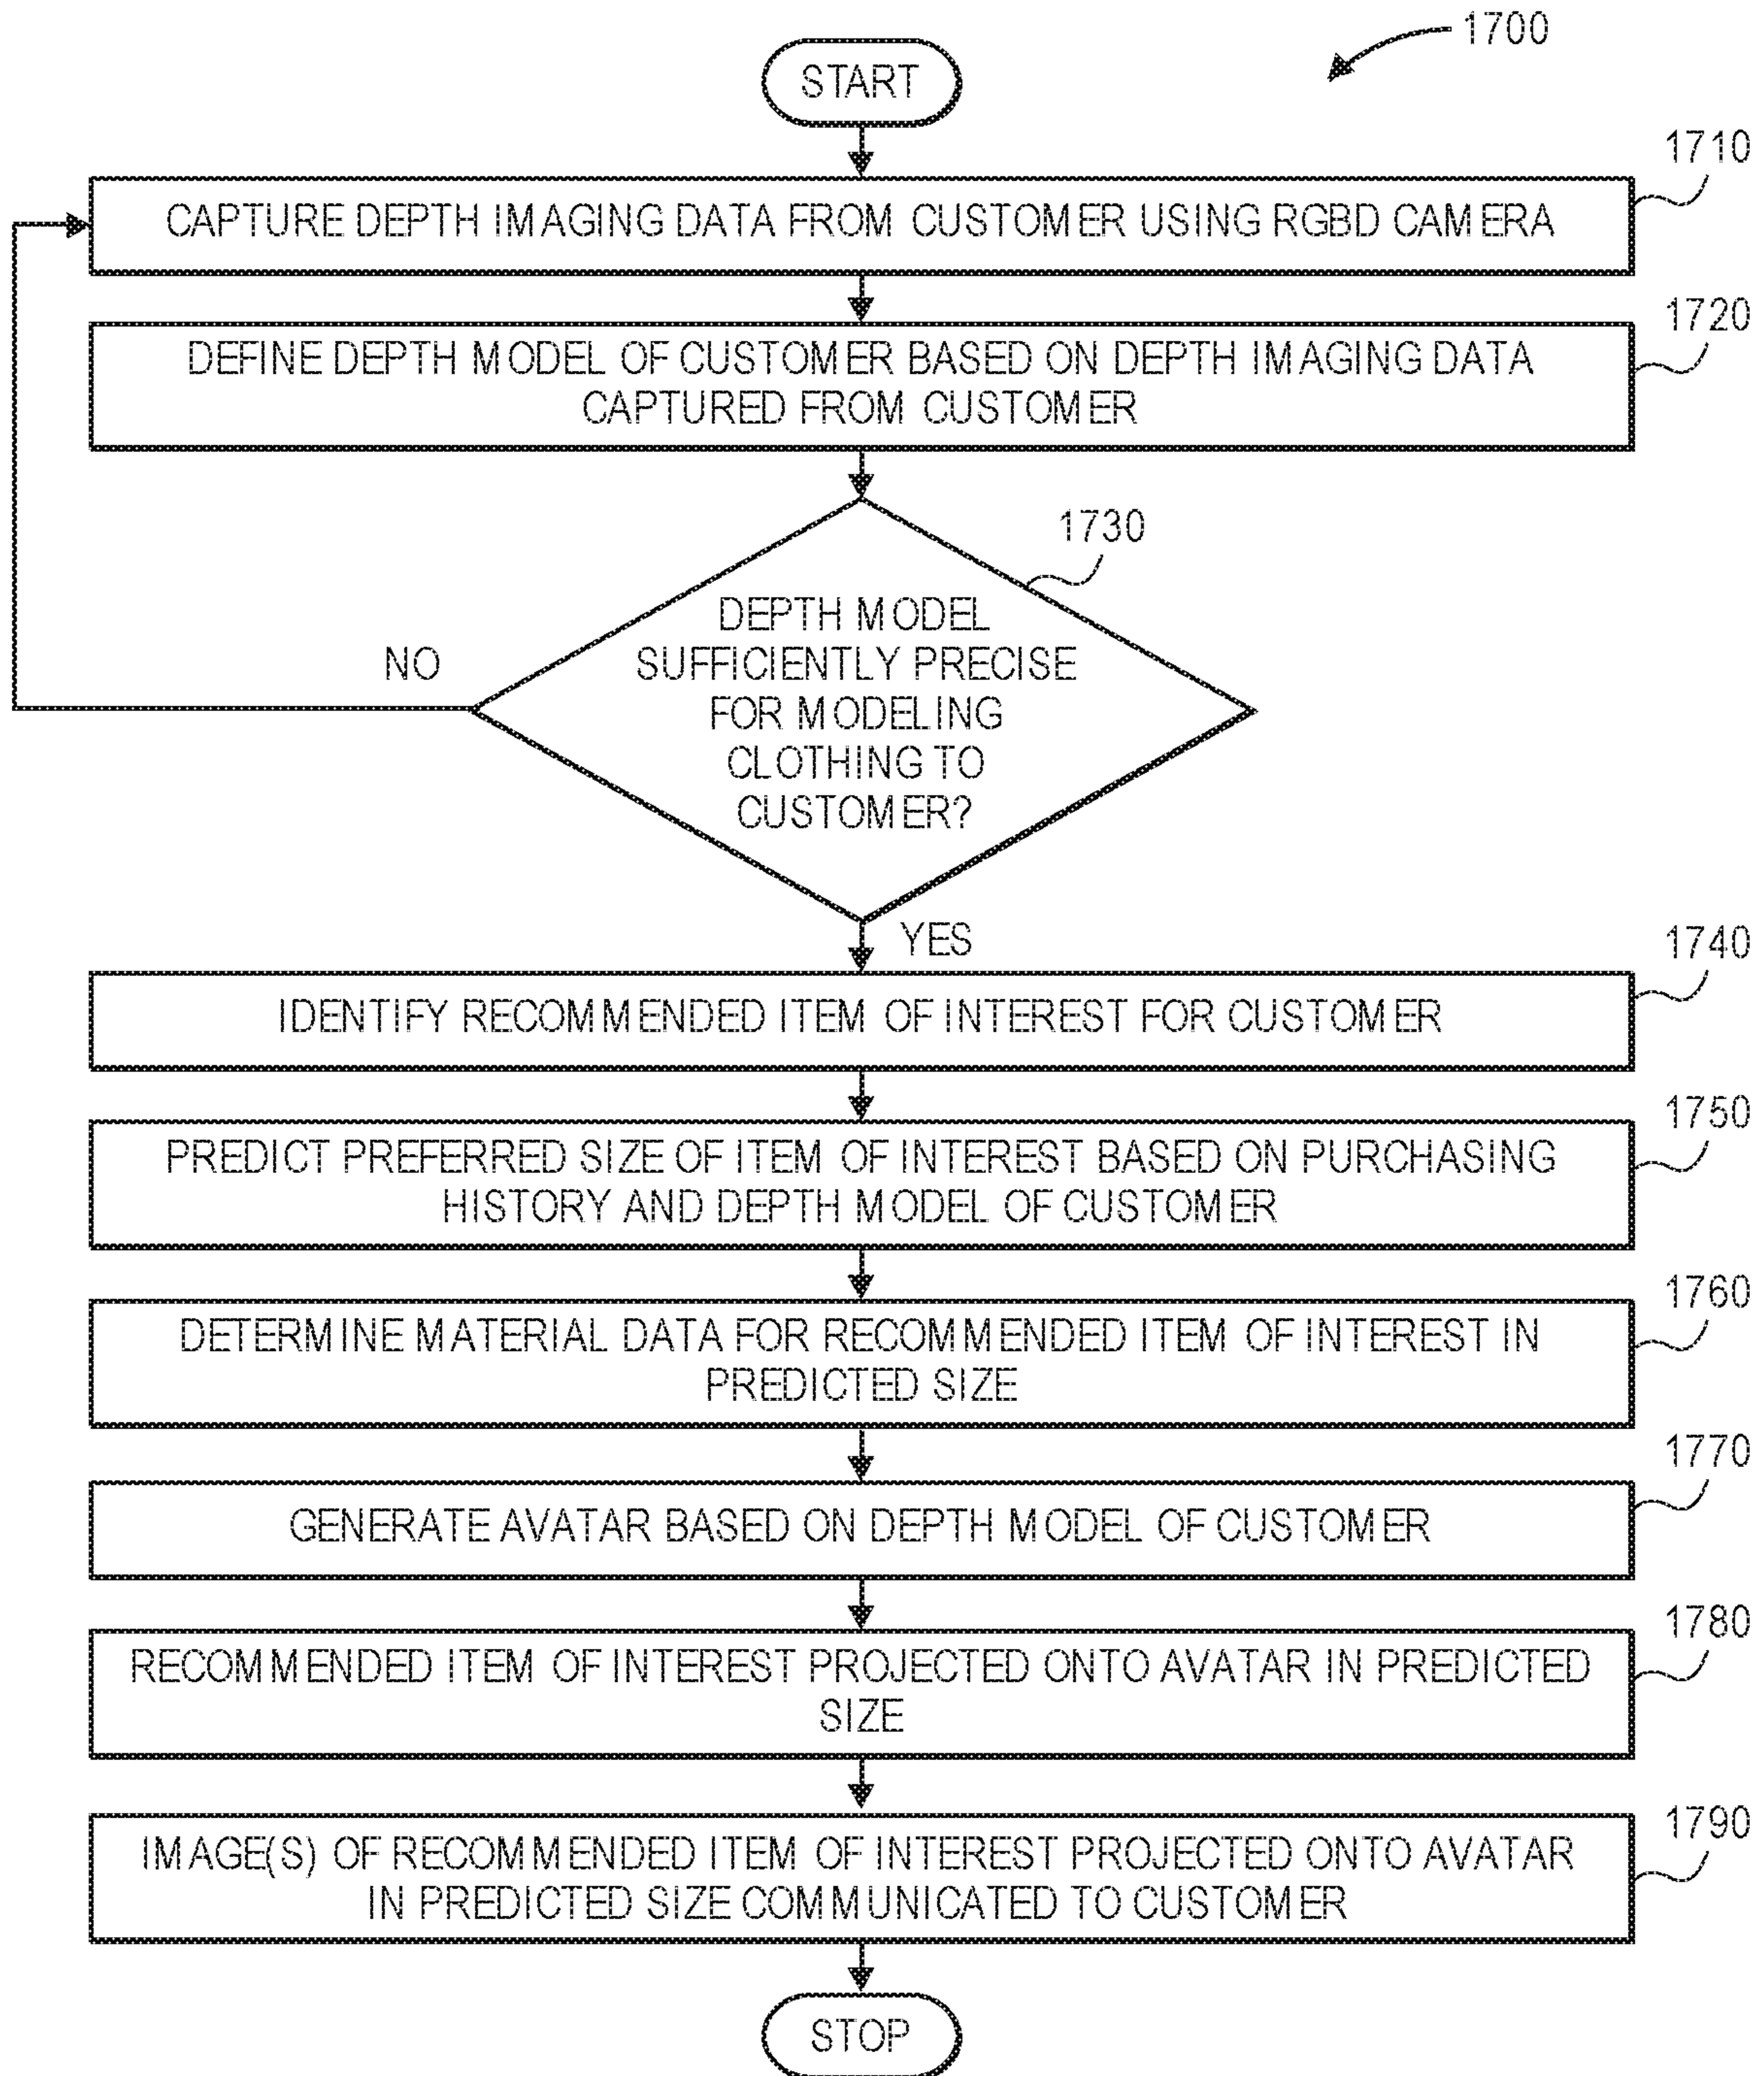 1700
START
1710
CAPTURE DEPTH IMAGING DATA FROM CUSTOMER USING RGBD CAMERA
1720
DEFINE DEPTH MODEL OF CUSTOMER BASED ON DEPTH IMAGING DATA
CAPTURED FROM CUSTOMER
1730
DEPTH MODEL
SUFFICIENTLY PRECISE
FOR MODELING
CLOTHING TO
CUSTOMER?
NO
YES
1740
IDENTIFY RECOMMENDED ITEM OF INTEREST FOR CUSTOMER
1750
PREDICT PREFERRED SIZE OF ITEM OF INTEREST BASED ON PURCHASING
HISTORY AND DEPTH MODEL OF CUSTOMER
1760
DETERMINE MATERIAL DATA FOR RECOMMENDED ITEM OF INTEREST IN
PREDICTED SIZE
1770
GENERATE AVATAR BASED ON DEPTH MODEL OF CUSTOMER
1780
RECOMMENDED ITEM OF INTEREST PROJECTED ONTO AVATAR IN PREDICTED
SIZE
1790
IMAGE(S) OF RECOMMENDED ITEM OF INTEREST PROJECTED ONTO AVATAR
IN PREDICTED SIZE COMMUNICATED TO CUSTOMER
STOP